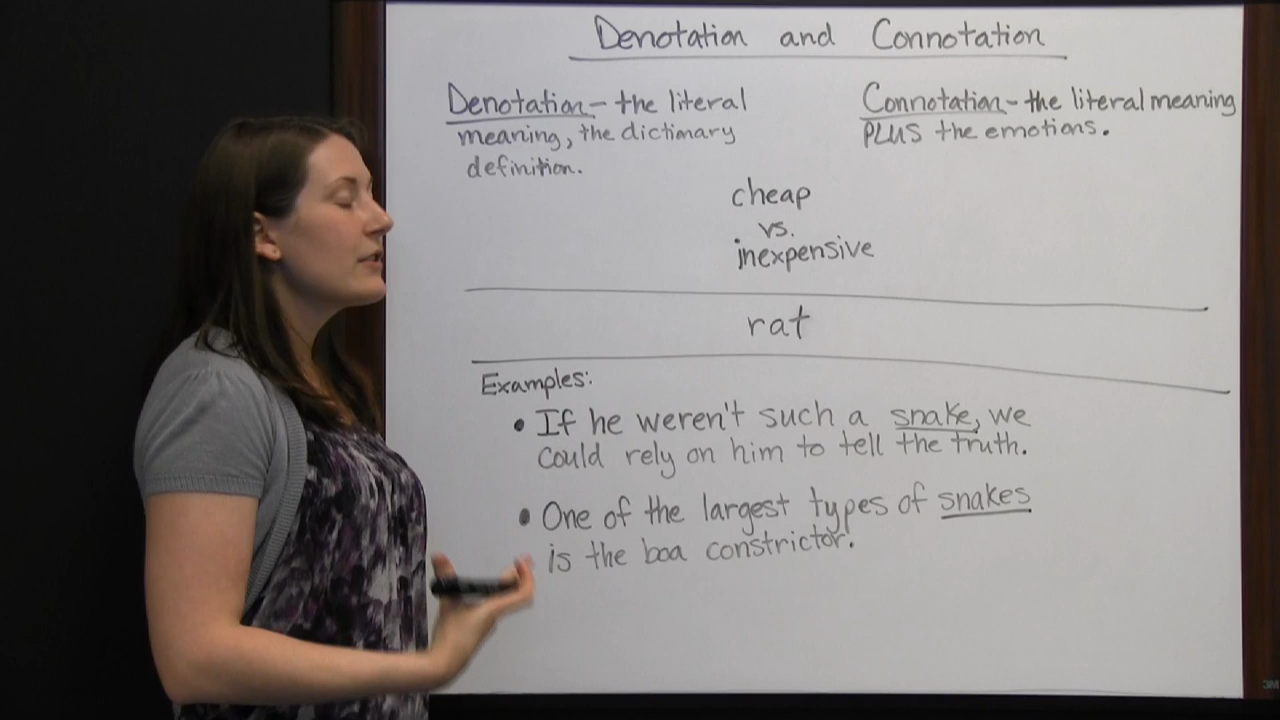 Denotation and Connotation
Denotation - the literal
meaning, the dictionary
definition.
Connotation - the literal meaning
PLUS the emotions.
cheap
vs.
inexpensive
rat
Examples:
• If he weren't such a snake, we
could rely on him to tell the truth.
• One of the largest types of snakes
is the boa constrictor.
3M